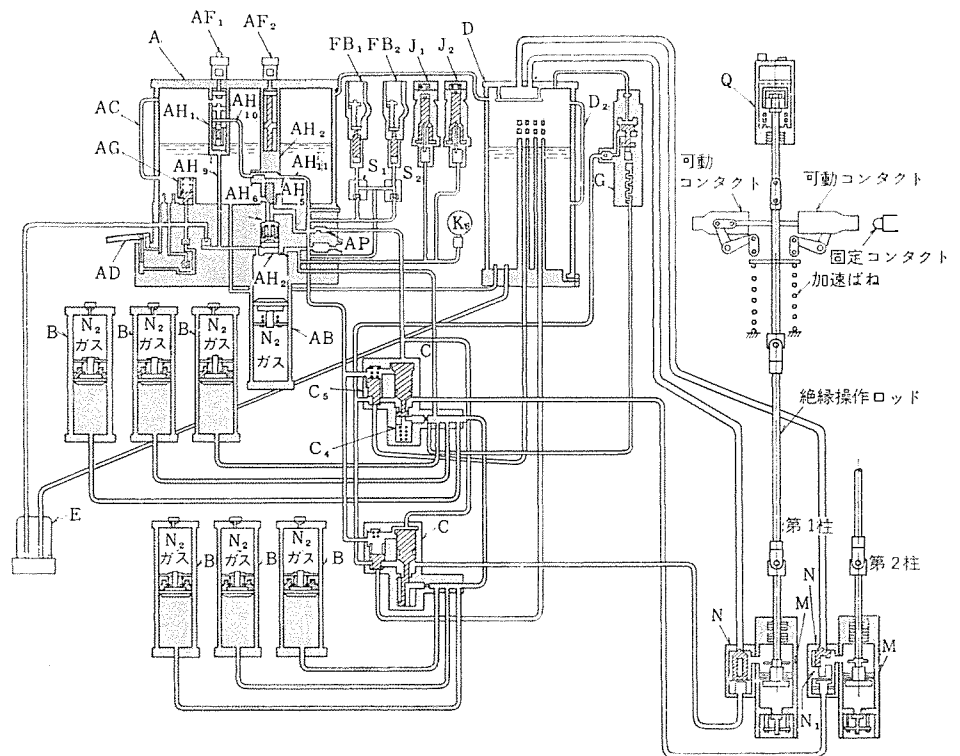 AF₁
AF₂
A
FB₁
FB₂
J₁
J₂
D
Q
AC
AH₁
AH₁₀
AH₂
D₂
AG
AH₉
AH₁₁
S₁
S₂
AH₆
AH₅
G
可動
コンタクト
可動コンタクト
K₆
AP
AD
AH₂
固定コンタクト
加速ばね
B
N₂
ガス
B
N₂
ガス
B
N₂
ガス
N₂
ガス
AB
C
C₅
C₄
絶縁操作ロッド
E
C
N₂
ガス
B
N₂
ガス
B
N₂
ガス
B
第1柱
第2柱
N
M
N
M
N₁